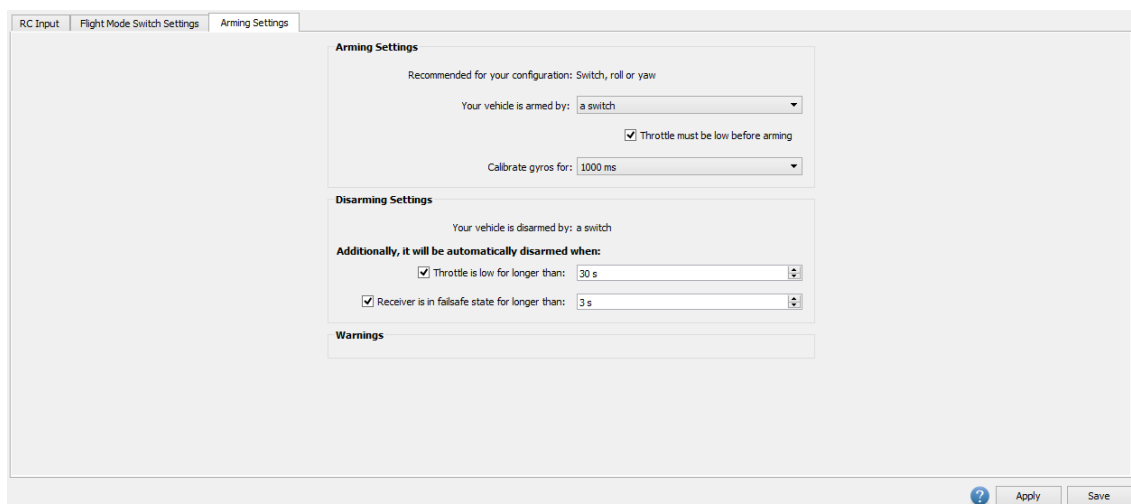 RC Input Flight Mode Switch Settings Arming Settings
Arming Settings
Recommended for your configuration: Switch, roll or yaw
Your vehicle is armed by: a switch
Throttle must be low before arming
Calibrate gyros for: 1000 ms
Disarming Settings
Your vehicle is disarmed by: a switch
Additionally, it will be automatically disarmed when:
Throttle is low for longer than: 30 s
Receiver is in failsafe state for longer than: 3 s
Warnings
? Apply Save